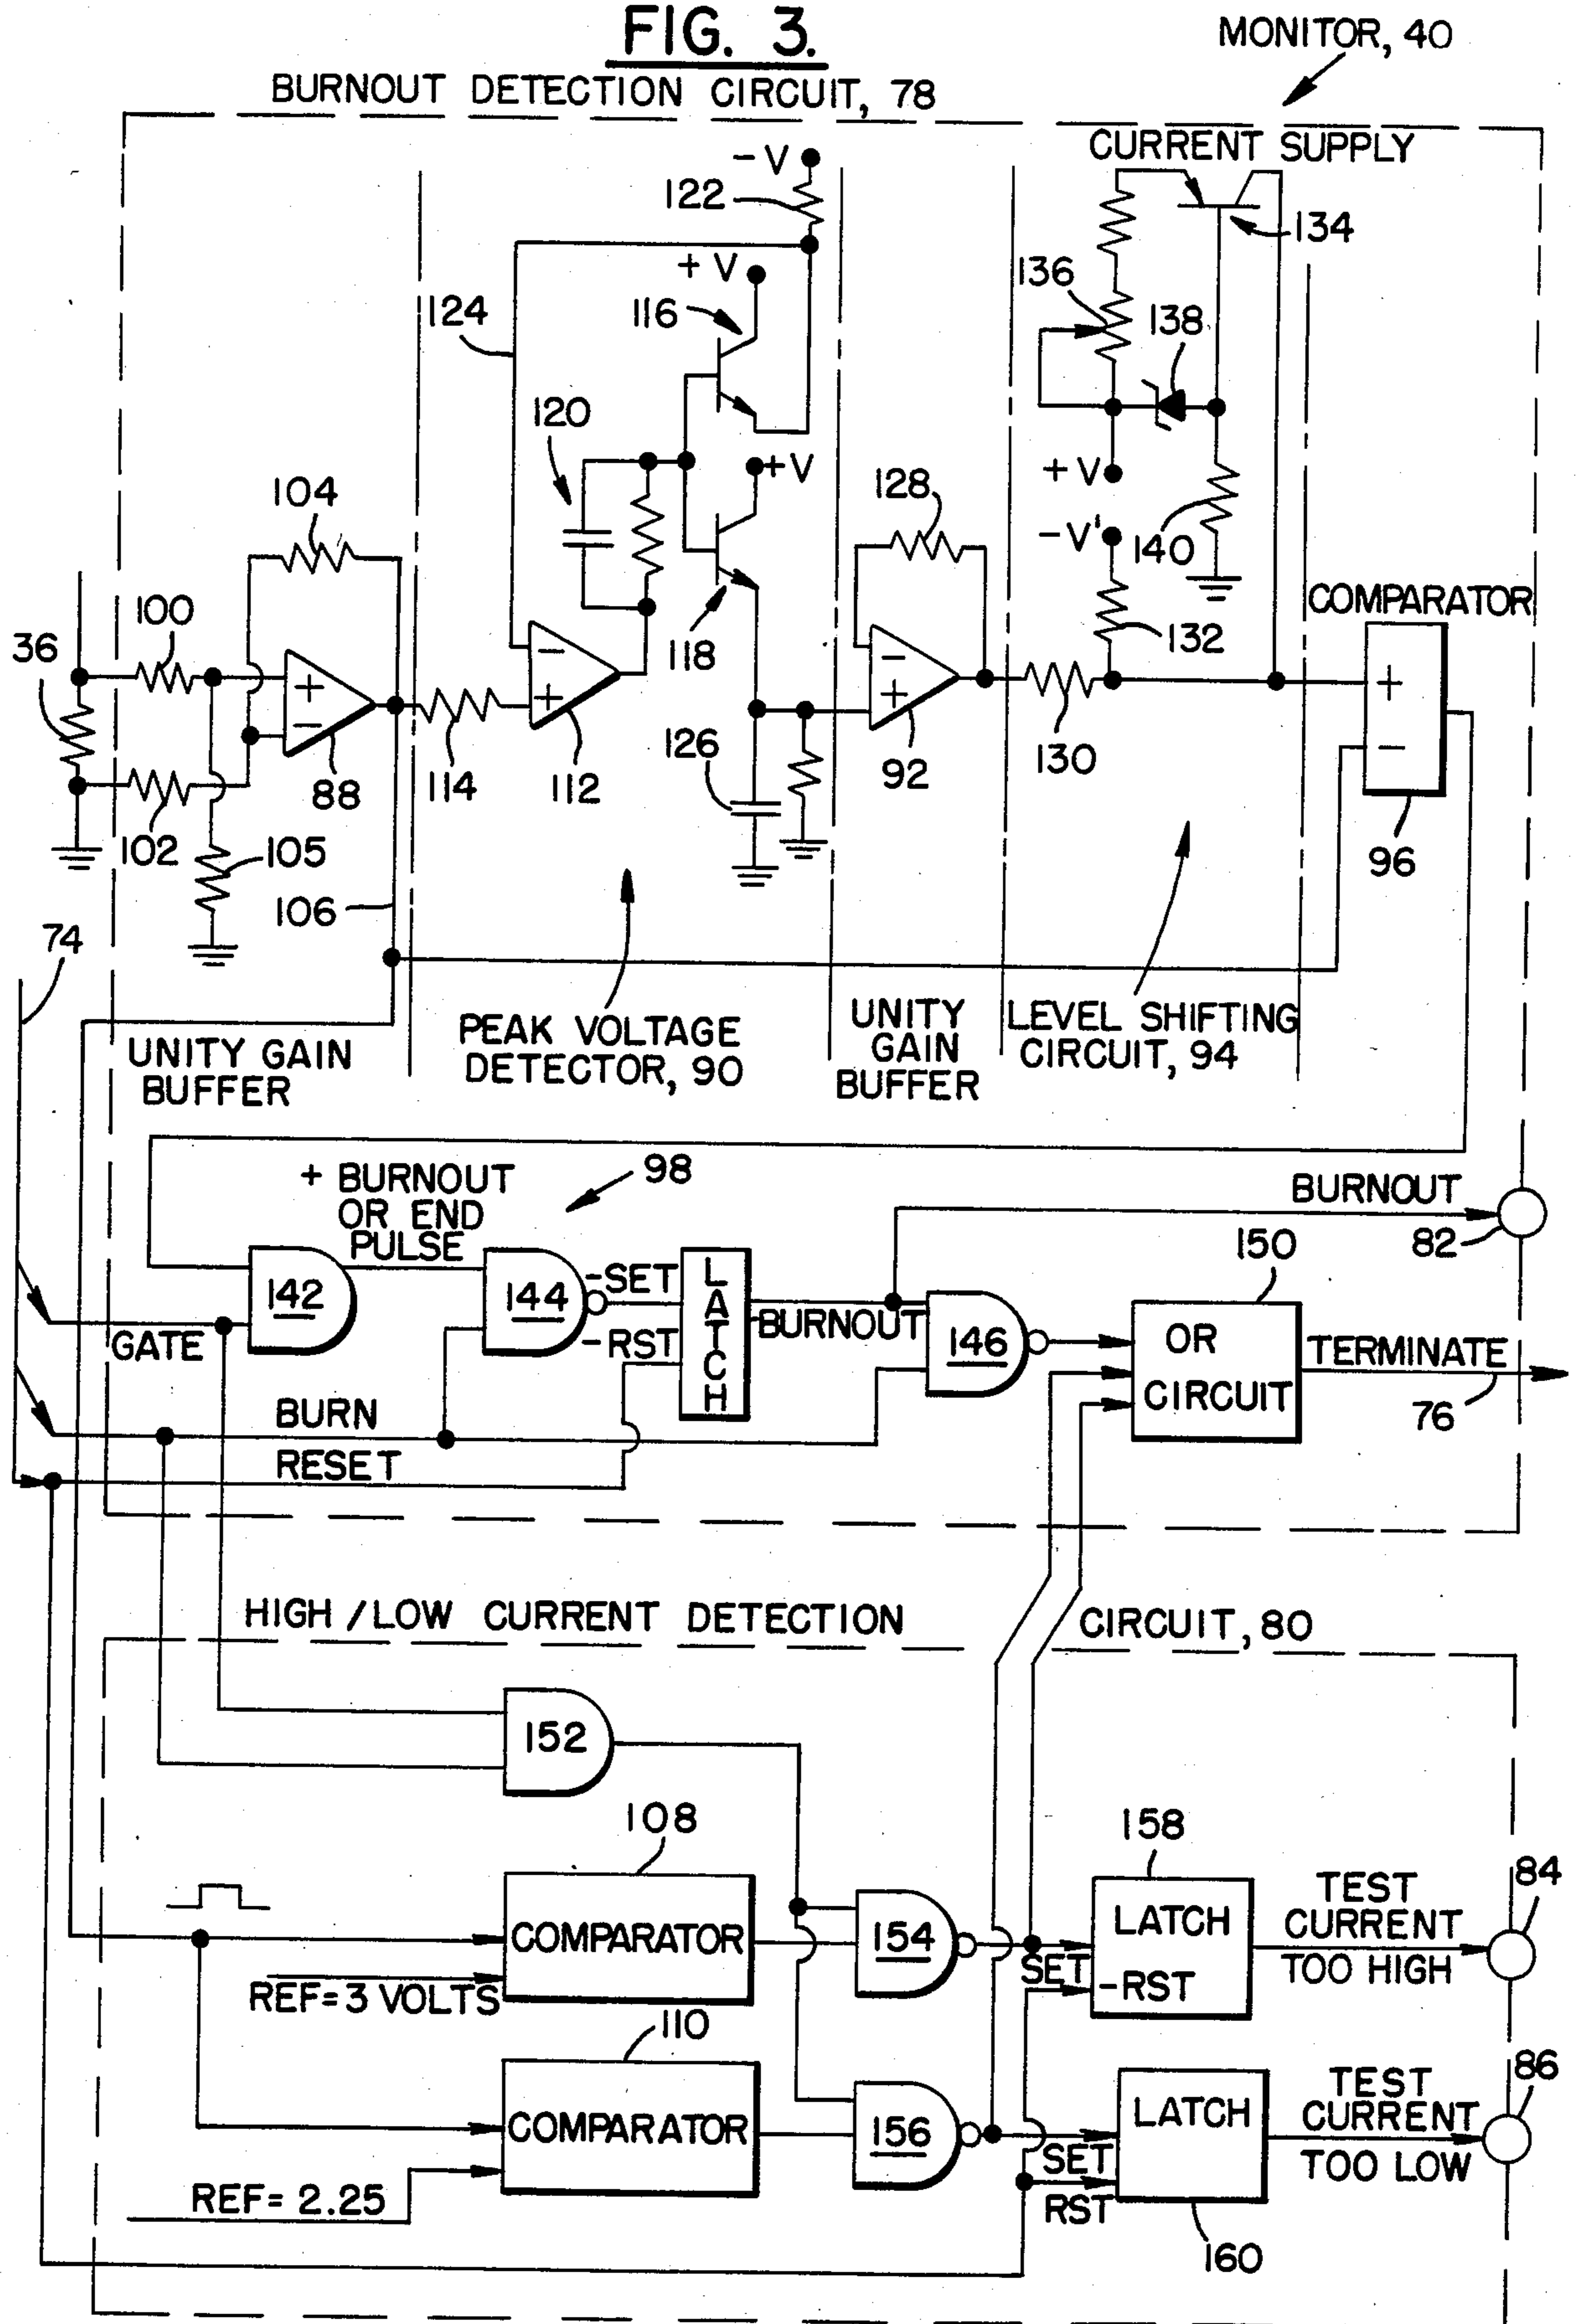 FIG. 3.
MONITOR, 40
BURNOUT DETECTION CIRCUIT, 78
CURRENT SUPPLY
-V
122
134
+V
136
124
116
138
120
+V
+V
104
128
-V'
140
COMPARATOR
100
36
118
132
+
-
-
+
-
+
+
-
88
114
112
126
92
130
102
105
96
106
74
UNITY GAIN
BUFFER
PEAK VOLTAGE
DETECTOR, 90
UNITY
GAIN
BUFFER
LEVEL SHIFTING
CIRCUIT, 94
+ BURNOUT
OR END
PULSE
98
BURNOUT
82
150
142
144
-SET
-RST
LATCH
BURNOUT
146
OR
CIRCUIT
TERMINATE
76
GATE
BURN
RESET
HIGH/LOW CURRENT DETECTION CIRCUIT, 80
152
108
158
84
COMPARATOR
154
LATCH
TEST
CURRENT
TOO HIGH
SET
-RST
REF=3 VOLTS
110
86
COMPARATOR
156
LATCH
TEST
CURRENT
TOO LOW
SET
RST
REF= 2.25
160